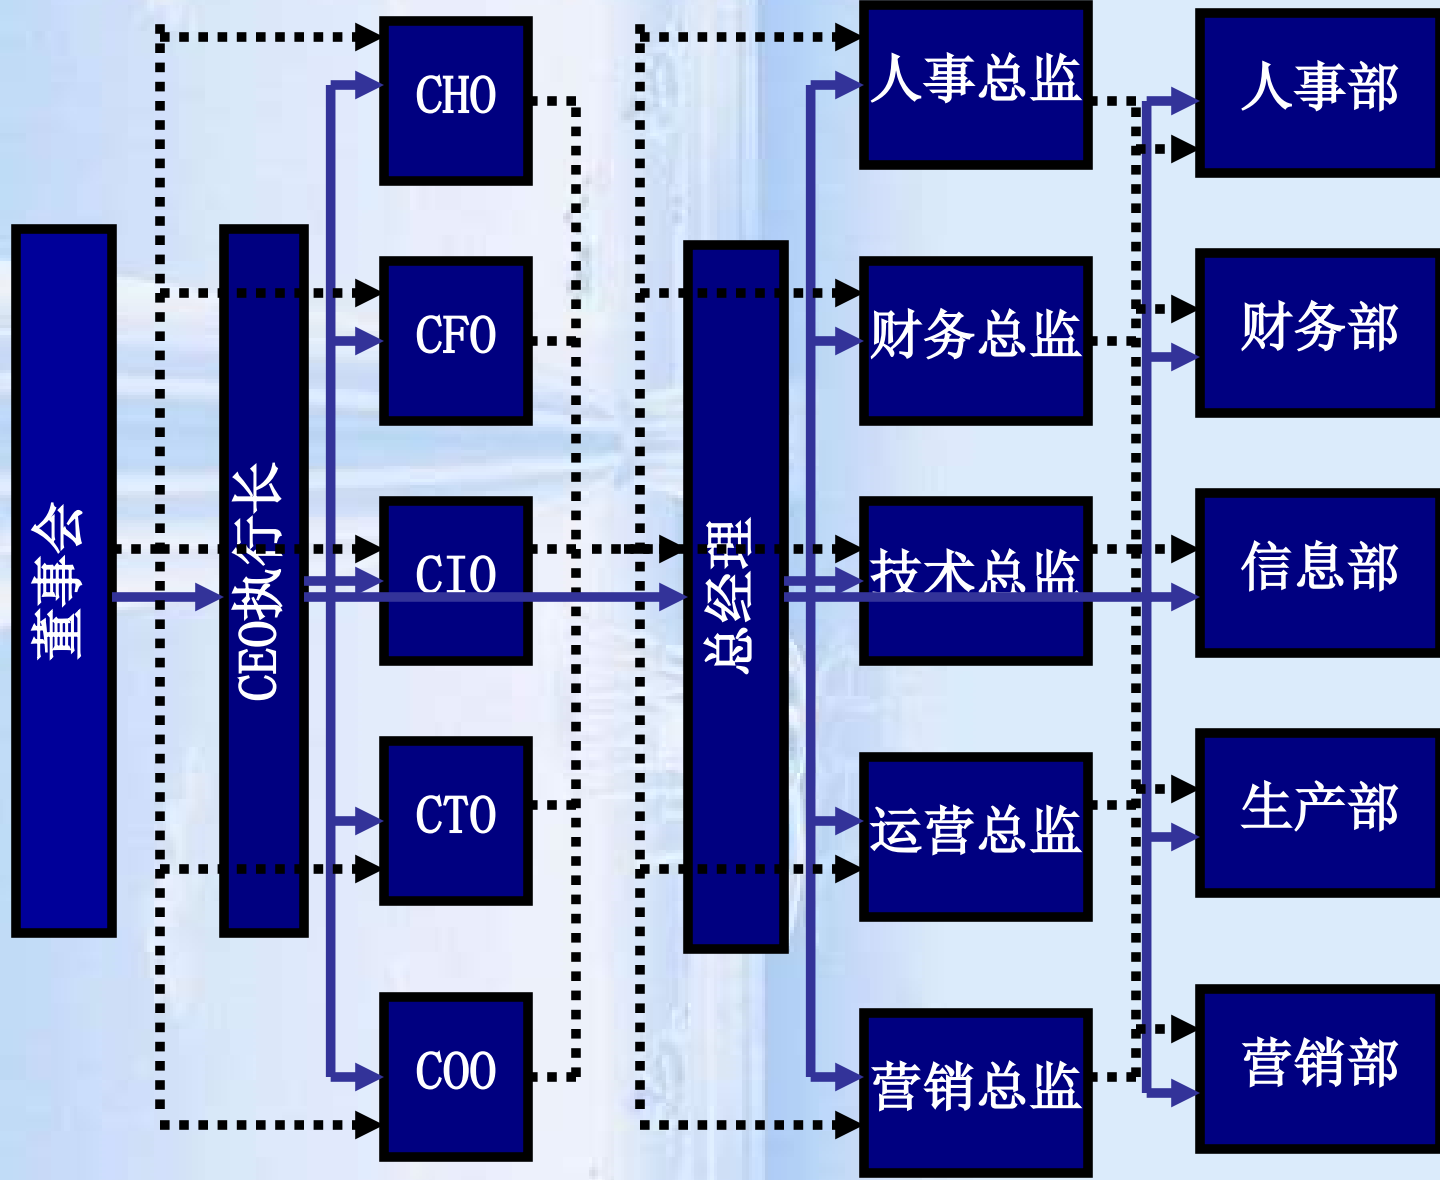 董事会
CEO执行长
CHO
CFO
CIO
CTO
COO
总经理
人事总监
财务总监
技术总监
运营总监
营销总监
人事部
财务部
信息部
生产部
营销部